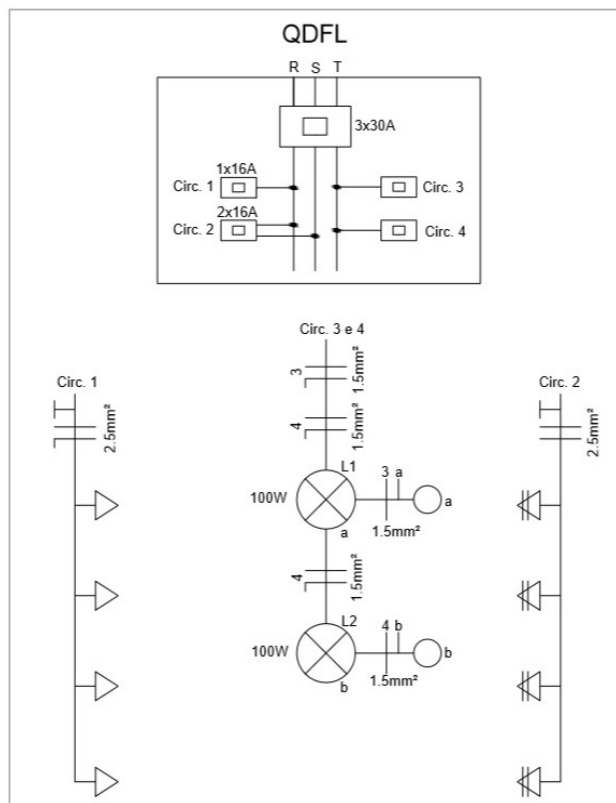 QDFL
R S T
3x30A
1x16A
Circ. 1
Circ. 3
2x16A
Circ. 2
Circ. 4
Circ. 3 e 4
3
1.5mm²
Circ. 1
Circ. 2
4
1.5mm²
2.5mm²
2.5mm²
L1
3 a
100W
a
a
1.5mm²
4
1.5mm²
L2
4 b
100W
b
b
1.5mm²